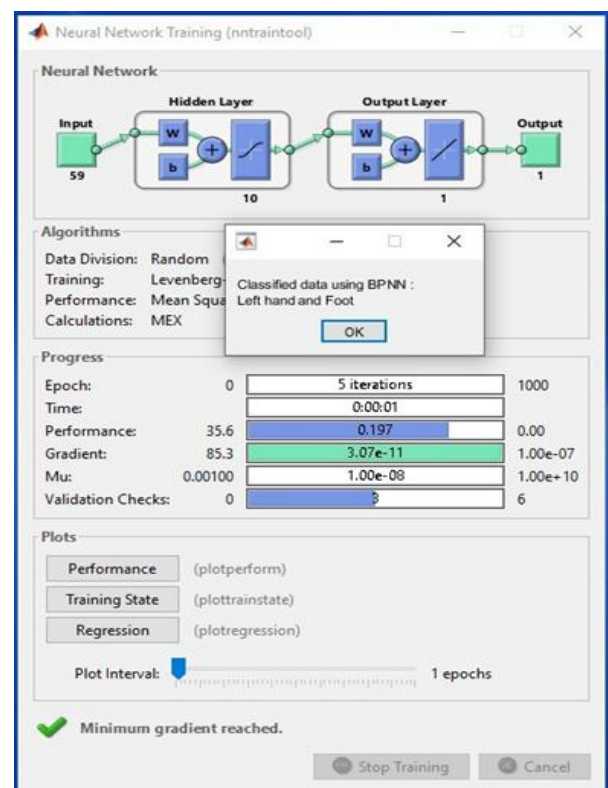 Neural Network Training (nntraintool)
Neural Network
Hidden Layer
Output Layer
Input
Output
W
W
b
b
59
10
1
1
Algorithms
Data Division: Random
Training: Levenberg-
Performance: Mean Squa
Calculations: MEX
Classified data using BPNN :
Left hand and Foot
OK
Progress
Epoch: 0 5 iterations 1000
Time: 0:00:01
Performance: 35.6 0.197 0.00
Gradient: 85.3 3.07e-11 1.00e-07
Mu: 0.00100 1.00e-08 1.00e+10
Validation Checks: 0 3 6
Plots
Performance (plotperform)
Training State (plottrainstate)
Regression (plotregression)
Plot Interval: 1 epochs
Minimum gradient reached.
Stop Training Cancel